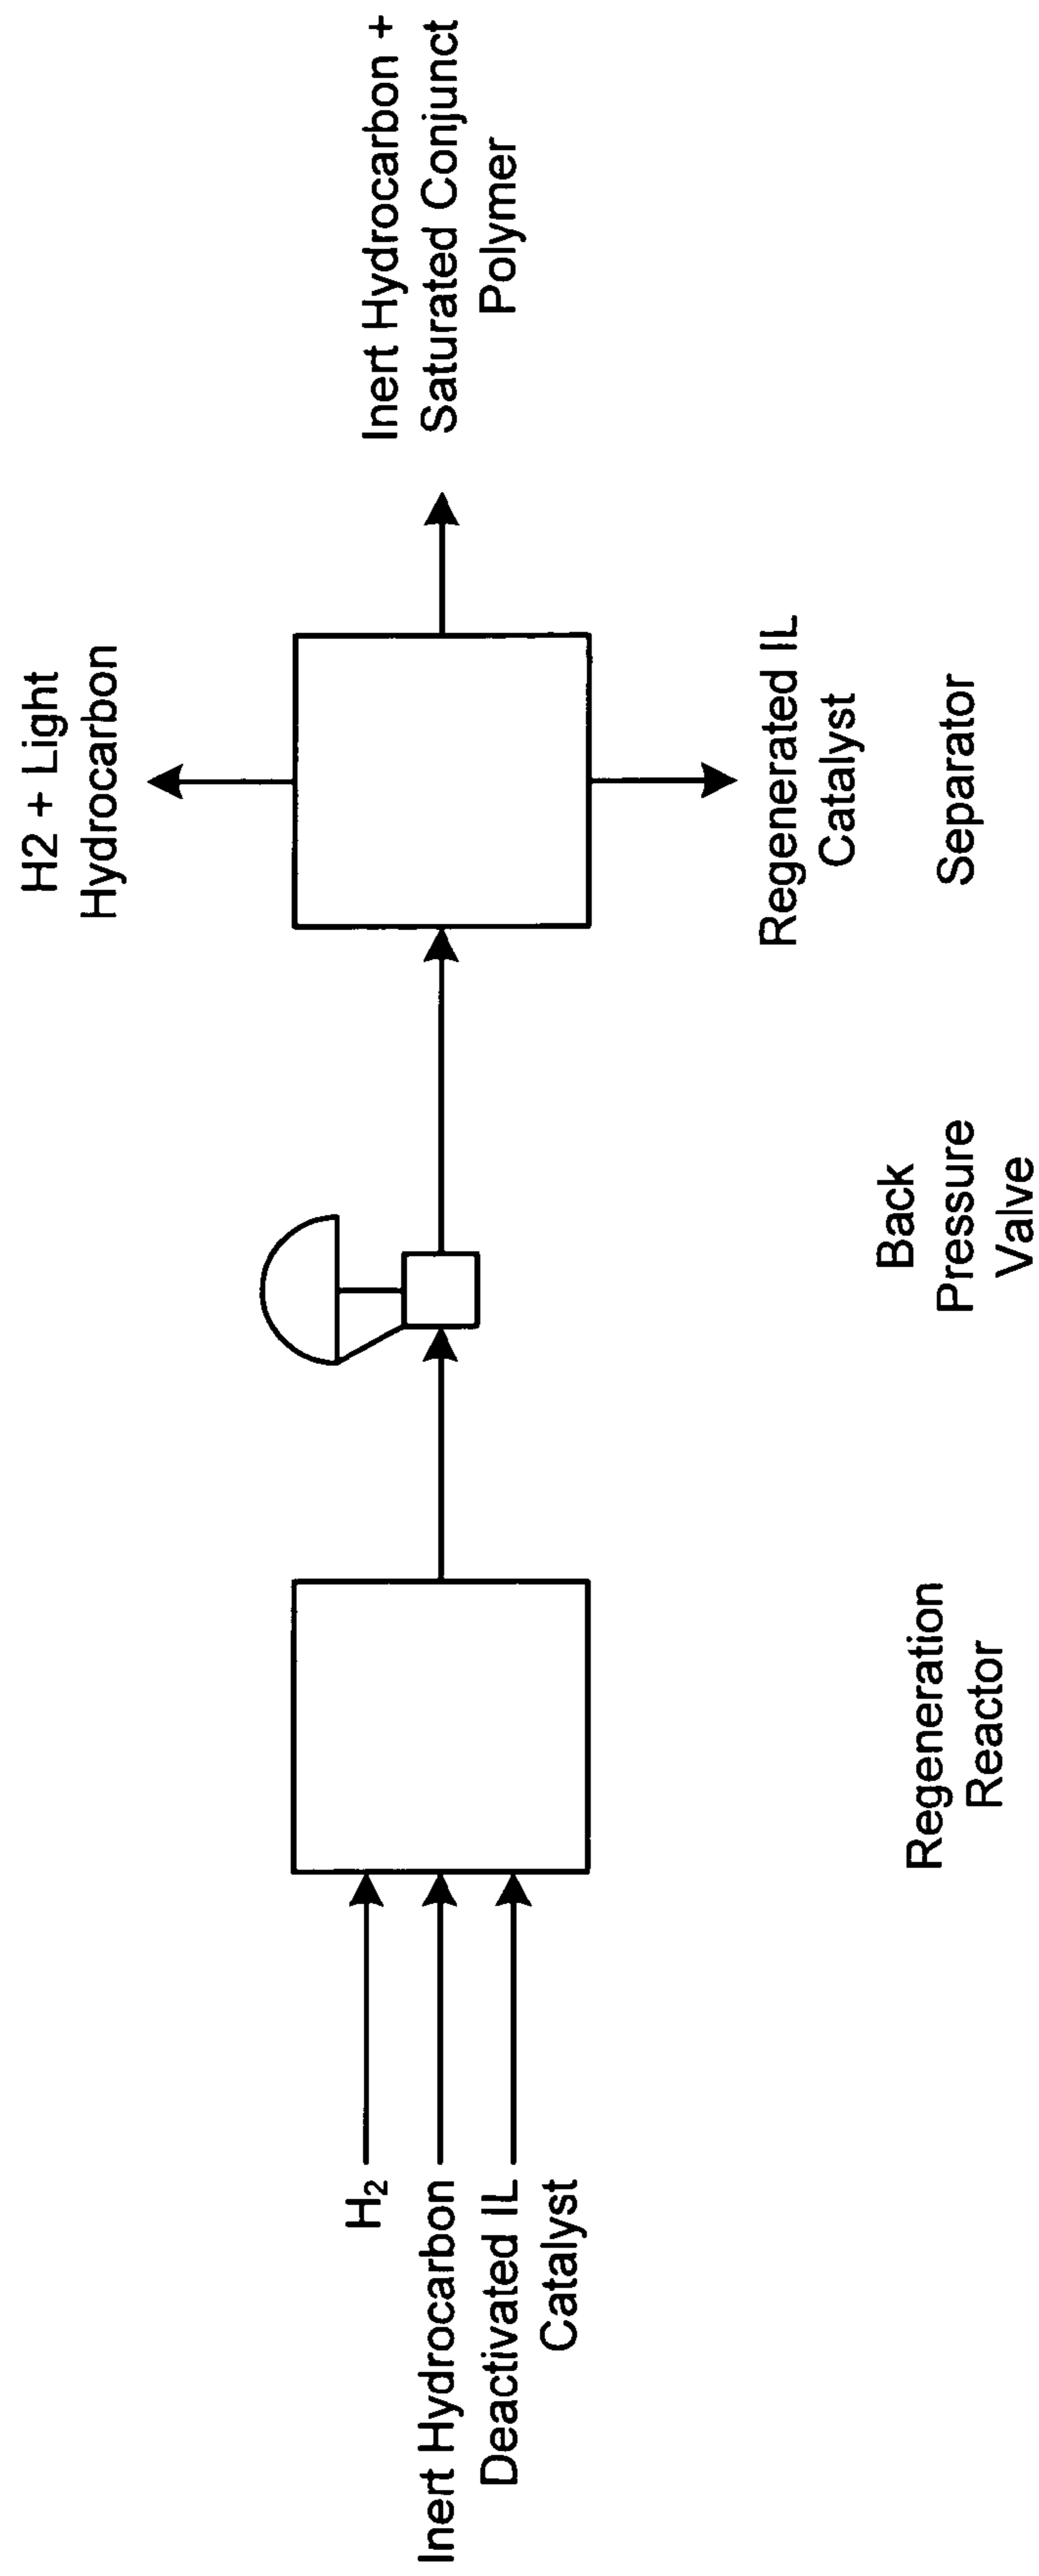 H2 + Light
Hydrocarbon
H₂
Inert Hydrocarbon
Deactivated IL
Catalyst
Inert Hydrocarbon +
Saturated Conjunct
Polymer
Regenerated IL
Catalyst
Regeneration
Reactor
Back
Pressure
Valve
Separator